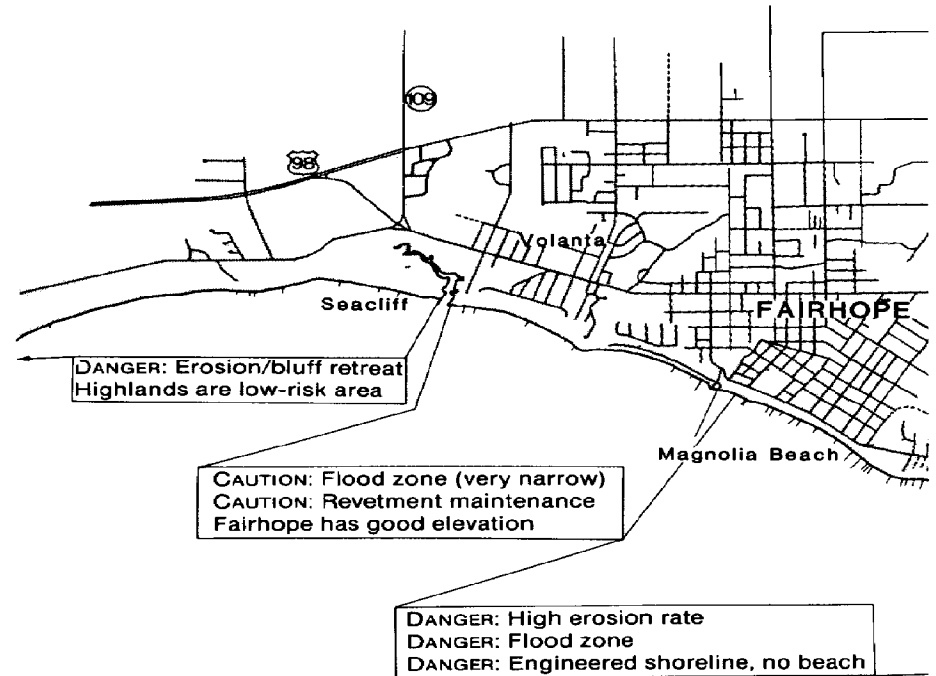 109
98
Volanta
Seacliff
FAIRHOPE
DANGER: Erosion/bluff retreat
Highlands are low-risk area
Magnolia Beach
CAUTION: Flood zone (very narrow)
CAUTION: Revetment maintenance
Fairhope has good elevation
DANGER: High erosion rate
DANGER: Flood zone
DANGER: Engineered shoreline, no beach